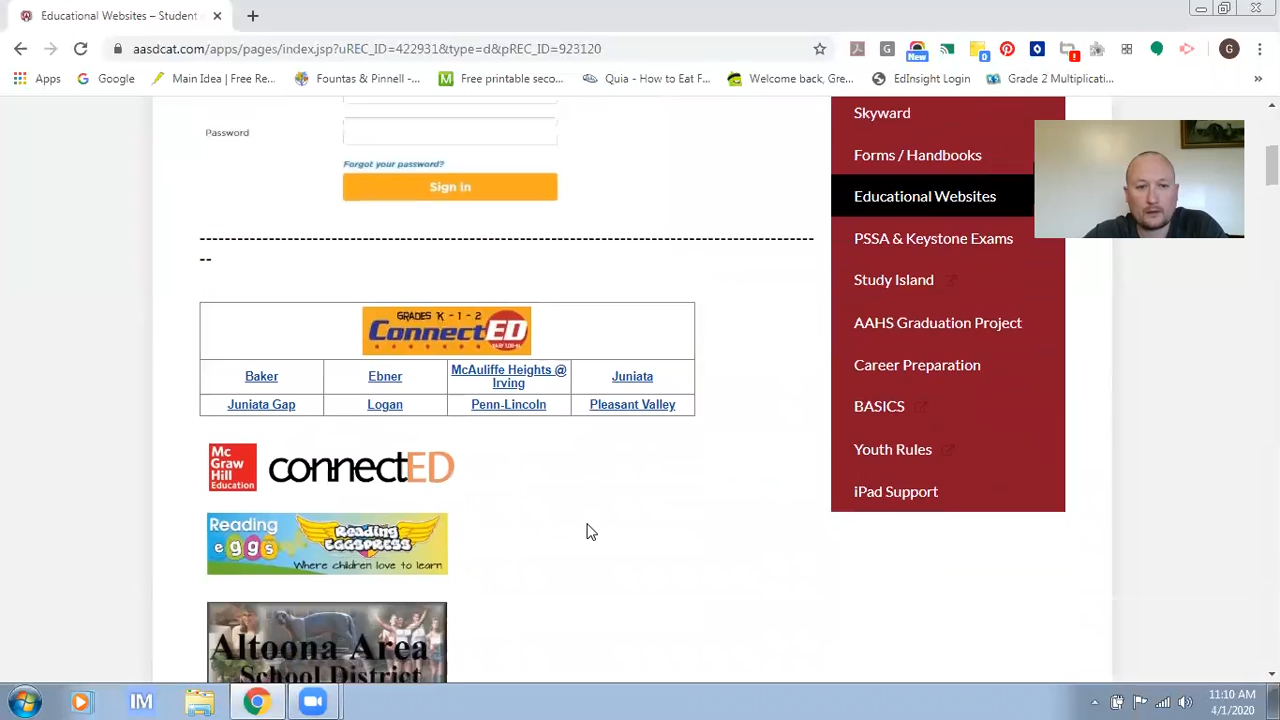 Educational Websites – Student
aasdcat.com/apps/pages/index.jsp?uREC_ID=422931&type=d&pREC_ID=923120
G
New
0
G
Apps
Google
Main Idea | Free Re...
Fountas & Pinnell -...
Free printable seco...
Quia - How to Eat F...
Welcome back, Gre...
EdInsight Login
Grade 2 Multiplicati...
»
Password
Forgot your password?
Sign in
--
GRADES K - 1 - 2
ConnectED
Baker
Ebner
McAuliffe Heights @
Irving
Juniata
Juniata Gap
Logan
Penn-Lincoln
Pleasant Valley
Mc
Graw
Hill
Education
connectED
Reading
eggs
Reading
EGGSPRESS
Where children love to learn
Altoona Area
School District
Skyward
Forms / Handbooks
Educational Websites
PSSA & Keystone Exams
Study Island
AAHS Graduation Project
Career Preparation
BASICS
Youth Rules
iPad Support
IM
11:10 AM
4/1/2020